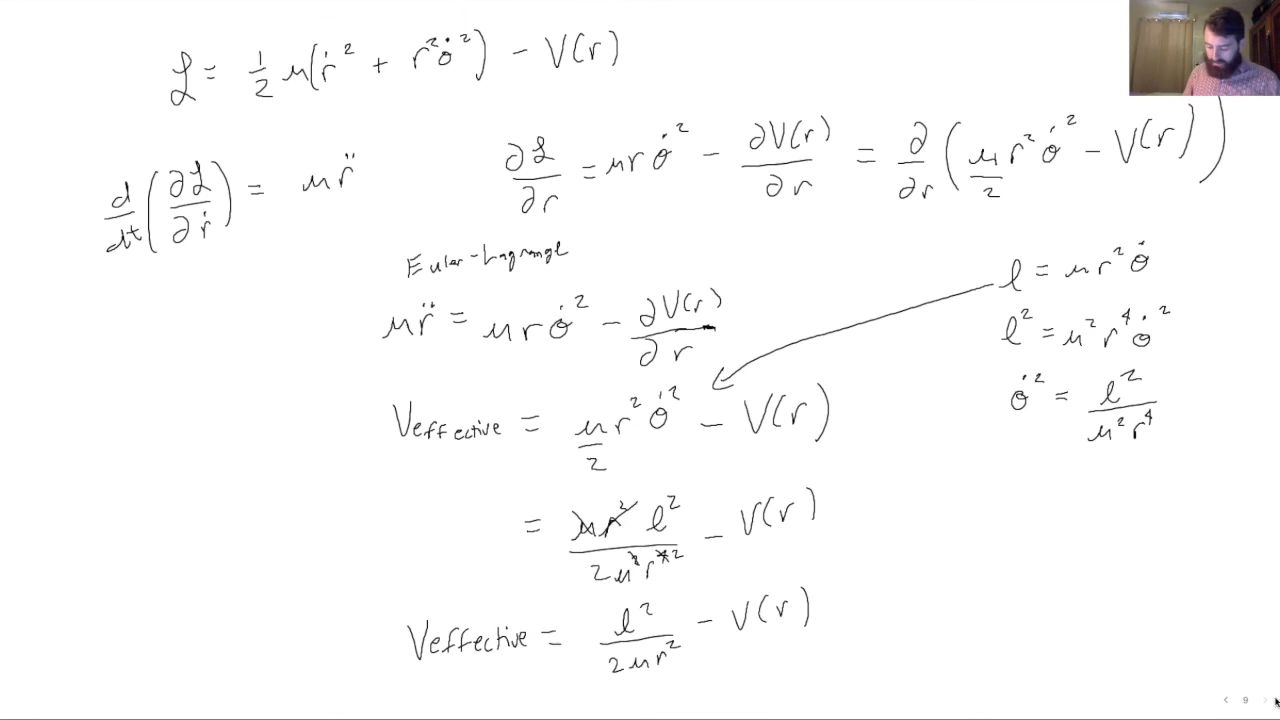 ℒ = 1/2 μ(ṙ² + r²θ̇²) − V(r)
d/dt(∂ℒ/∂ṙ) = μr̈
∂ℒ/∂r = μrθ̇² − ∂V(r)/∂r = ∂/∂r(μ/2 r²θ̇² − V(r))
Euler-Lagrange
μr̈ = μrθ̇² − ∂V(r)/∂r
l = μr²θ̇
l² = μ²r⁴θ̇²
θ̇² = l²/μ²r⁴
Veffective = μ/2 r²θ̇² − V(r)
= μr²l²/2μ²r⁴ ² − V(r)
Veffective = l²/2μr² − V(r)
9